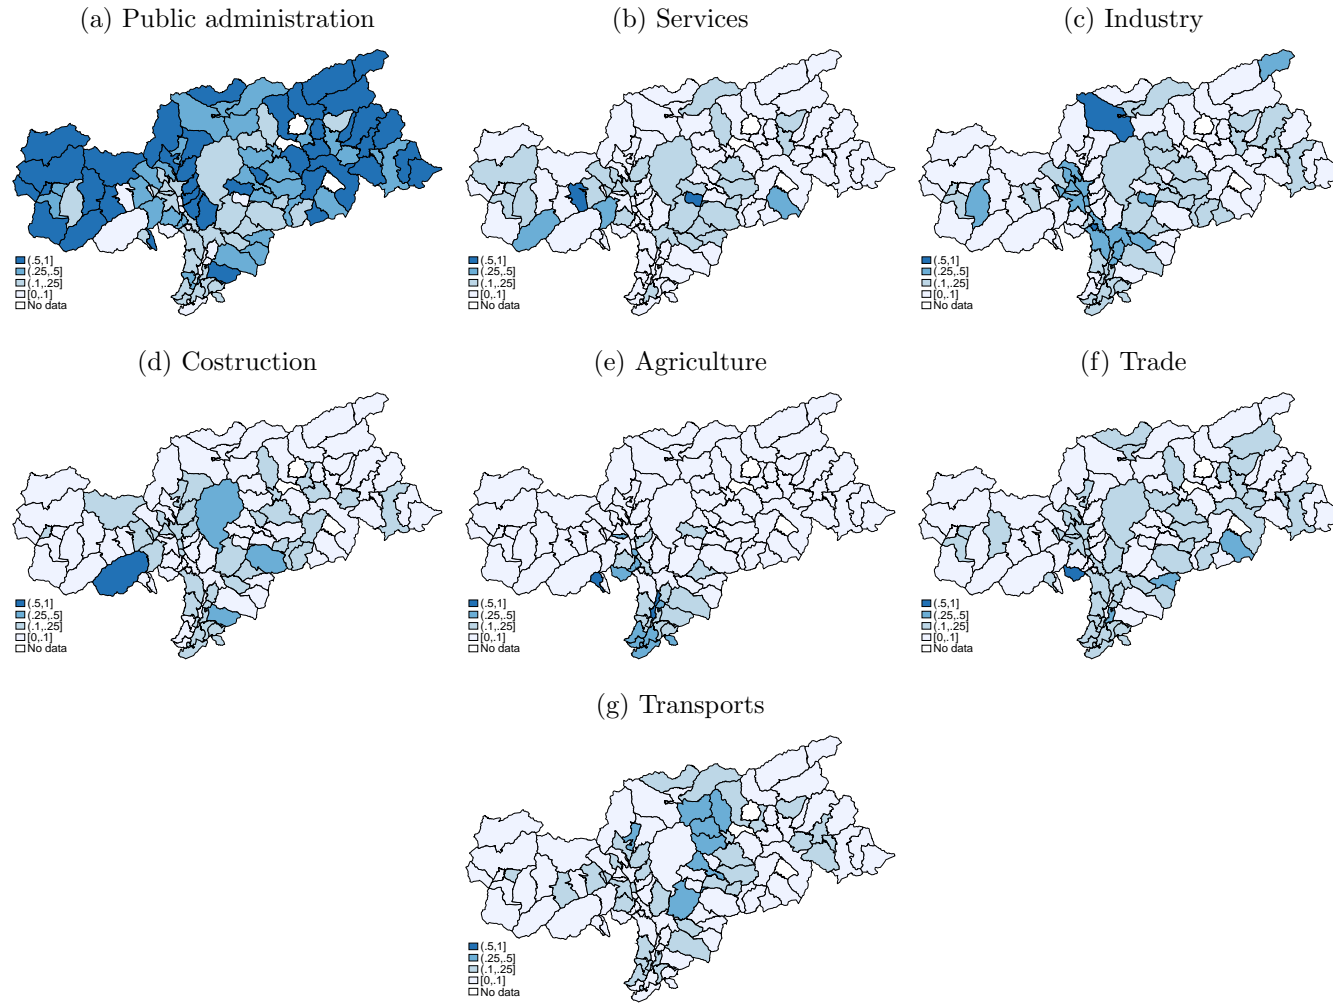 (a) Public administration
(b) Services
(c) Industry
(.5,1]
(.25,.5]
(.1,.25]
[0,.1]
No data
(.5,1]
(.25,.5]
(.1,.25]
[0,.1]
No data
(.5,1]
(.25,.5]
(.1,.25]
[0,.1]
No data
(d) Costruction
(e) Agriculture
(f) Trade
(.5,1]
(.25,.5]
(.1,.25]
[0,.1]
No data
(.5,1]
(.25,.5]
(.1,.25]
[0,.1]
No data
(.5,1]
(.25,.5]
(.1,.25]
[0,.1]
No data
(g) Transports
(.5,1]
(.25,.5]
(.1,.25]
[0,.1]
No data